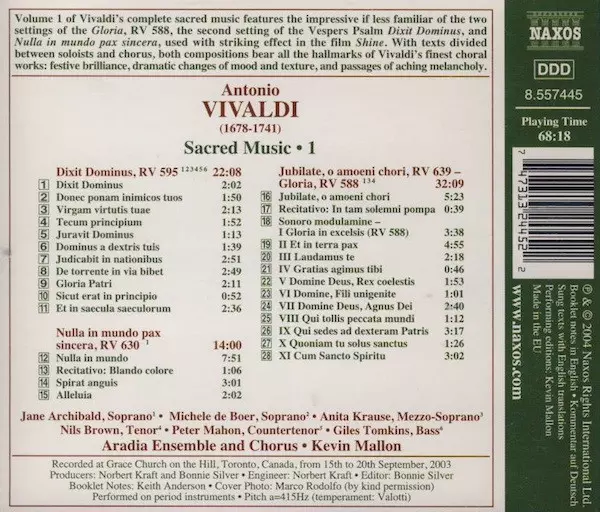 Volume 1 of Vivaldi's complete sacred music features the impressive if less familiar of the two
settings of the Gloria, RV 588, the second setting of the Vespers Psalm Dixit Dominus, and
Nulla in mundo pax sincera, used with striking effect in the film Shine. With texts divided
between soloists and chorus, both compositions bear all the hallmarks of Vivaldi's finest choral
works: festive brilliance, dramatic changes of mood and texture, and passages of aching melancholy.
Antonio
VIVALDI
(1678-1741)
Sacred Music • 1
Dixit Dominus, RV 595 123456 22:08
1 Dixit Dominus 2:02
2 Donec ponam inimicos tuos 1:50
3 Virgam virtutis tuae 2:13
4 Tecum principium 1:52
5 Juravit Dominus 1:13
6 Dominus a dextris tuis 1:39
7 Judicabit in nationibus 2:51
8 De torrente in via bibet 2:49
9 Gloria Patri 2:11
10 Sicut erat in principio 0:52
11 Et in saecula saeculorum 2:36
Nulla in mundo pax
sincera, RV 630 1 14:00
12 Nulla in mundo 7:51
13 Recitativo: Blando colore 1:06
14 Spirat anguis 3:01
15 Alleluia 2:02
Jubilate, o amoeni chori, RV 639 –
Gloria, RV 588 134 32:09
16 Jubilate, o amoeni chori 5:23
17 Recitativo: In tam solemni pompa 0:39
18 Sonoro modulamine –
I Gloria in excelsis (RV 588) 3:38
19 II Et in terra pax 4:55
20 III Laudamus te 2:18
21 IV Gratias agimus tibi 0:46
22 V Domine Deus, Rex coelestis 1:53
23 VI Domine, Fili unigenite 1:01
24 VII Domine Deus, Agnus Dei 2:40
25 VIII Qui tollis peccata mundi 1:12
26 IX Qui sedes ad dexteram Patris 3:17
27 X Quoniam tu solus sanctus 1:26
28 XI Cum Sancto Spiritu 3:02
Jane Archibald, Soprano1 • Michele de Boer, Soprano2 • Anita Krause, Mezzo-Soprano3
Nils Brown, Tenor4 • Peter Mahon, Countertenor5 • Giles Tomkins, Bass6
Aradia Ensemble and Chorus • Kevin Mallon
Recorded at Grace Church on the Hill, Toronto, Canada, from 15th to 20th September, 2003
Producers: Norbert Kraft and Bonnie Silver • Engineer: Norbert Kraft • Editor: Bonnie Silver
Booklet Notes: Keith Anderson • Cover Photo: Marco Rodolfo (by kind permission)
Performed on period instruments • Pitch a=415Hz (temperament: Valotti)
NAXOS
DDD
8.557445
Playing Time
68:18
7 47313 24452 2
www.naxos.com
℗ & © 2004 Naxos Rights International Ltd.
Booklet notes in English • Kommentar auf Deutsch
Sung texts with English translations
Performing editions: Kevin Mallon
Made in the EU